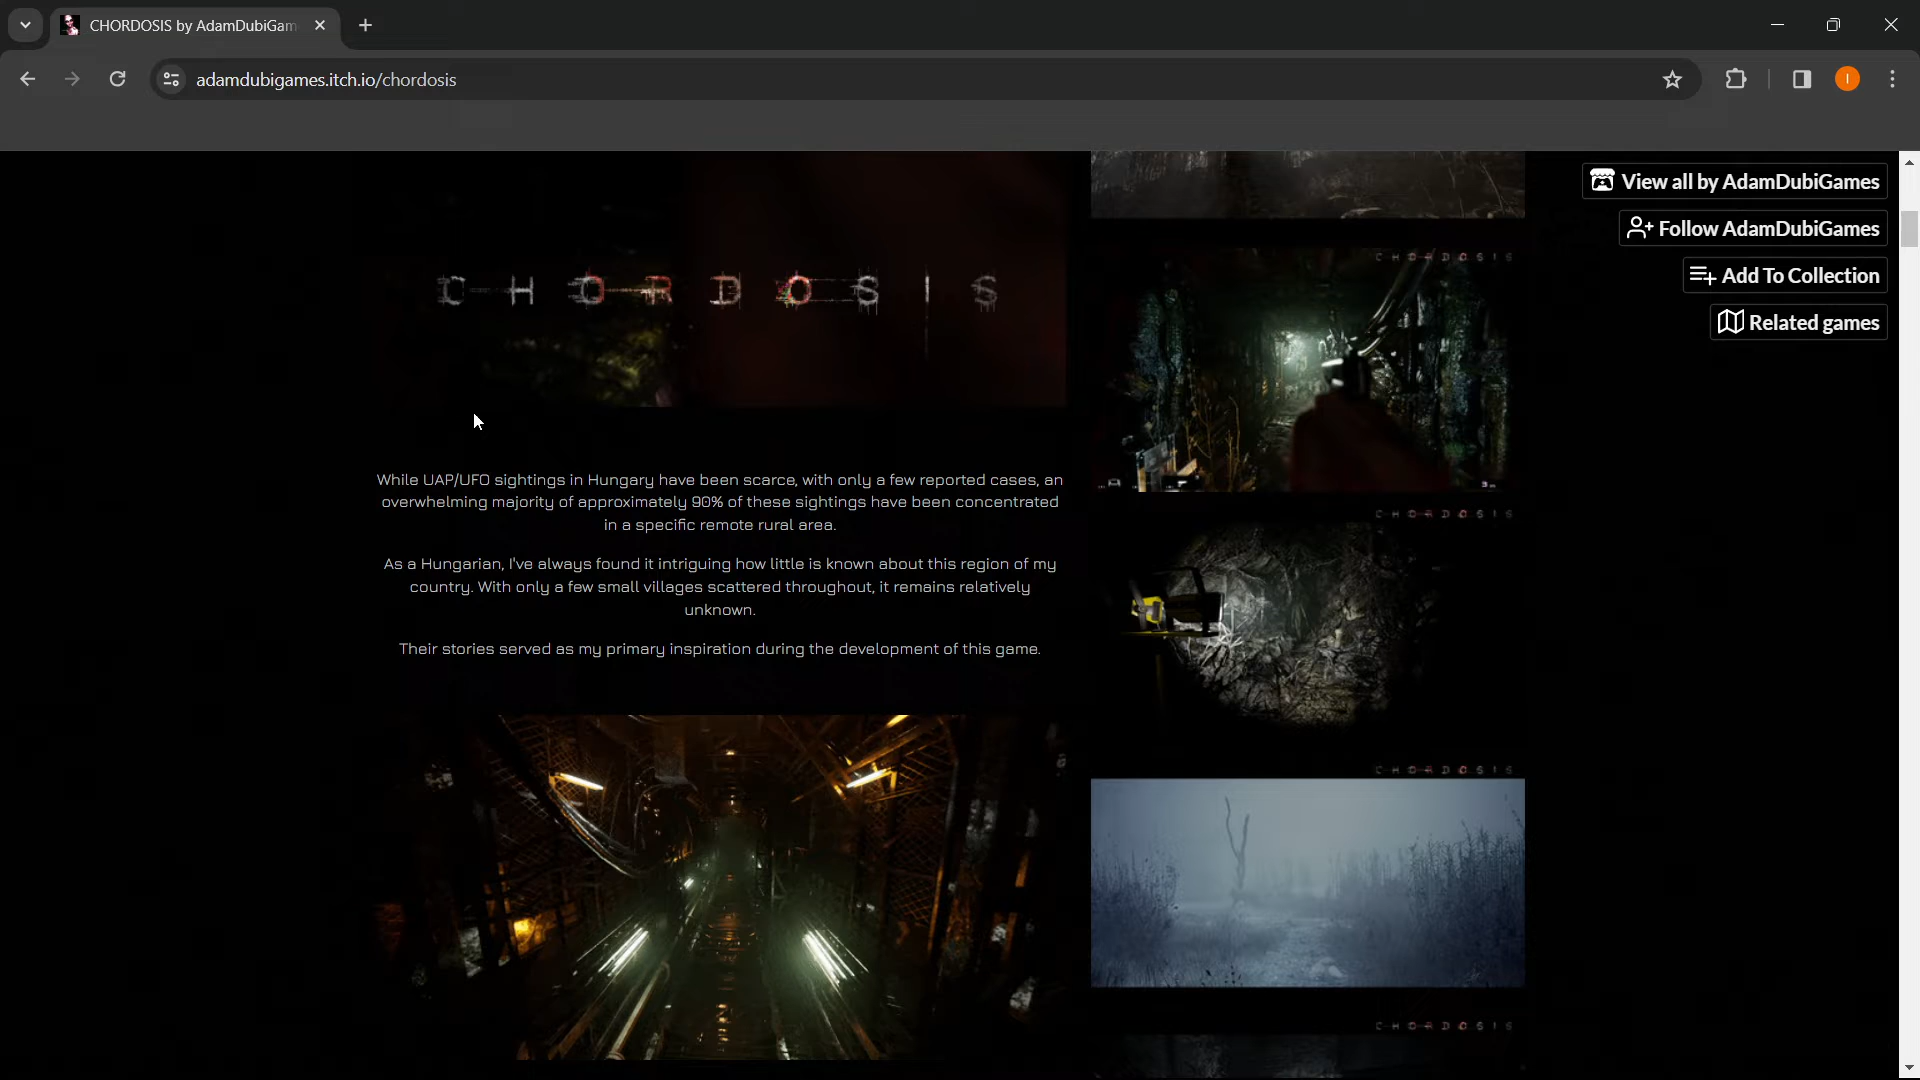 CHORDOSIS by AdamDubiGam
adamdubigames.itch.io/chordosis
View all by AdamDubiGames
Follow AdamDubiGames
Add To Collection
Related games
CHORDOSIS
While UAP/UFO sightings in Hungary have been scarce, with only a few reported cases, an
overwhelming majority of approximately 90% of these sightings have been concentrated
in a specific remote rural area.
As a Hungarian, I've always found it intriguing how little is known about this region of my
country. With only a few small villages scattered throughout, it remains relatively
unknown.
Their stories served as my primary inspiration during the development of this game.
CHORDOSIS
CHORDOSIS
CHORDOSIS
CHORDOSIS
I